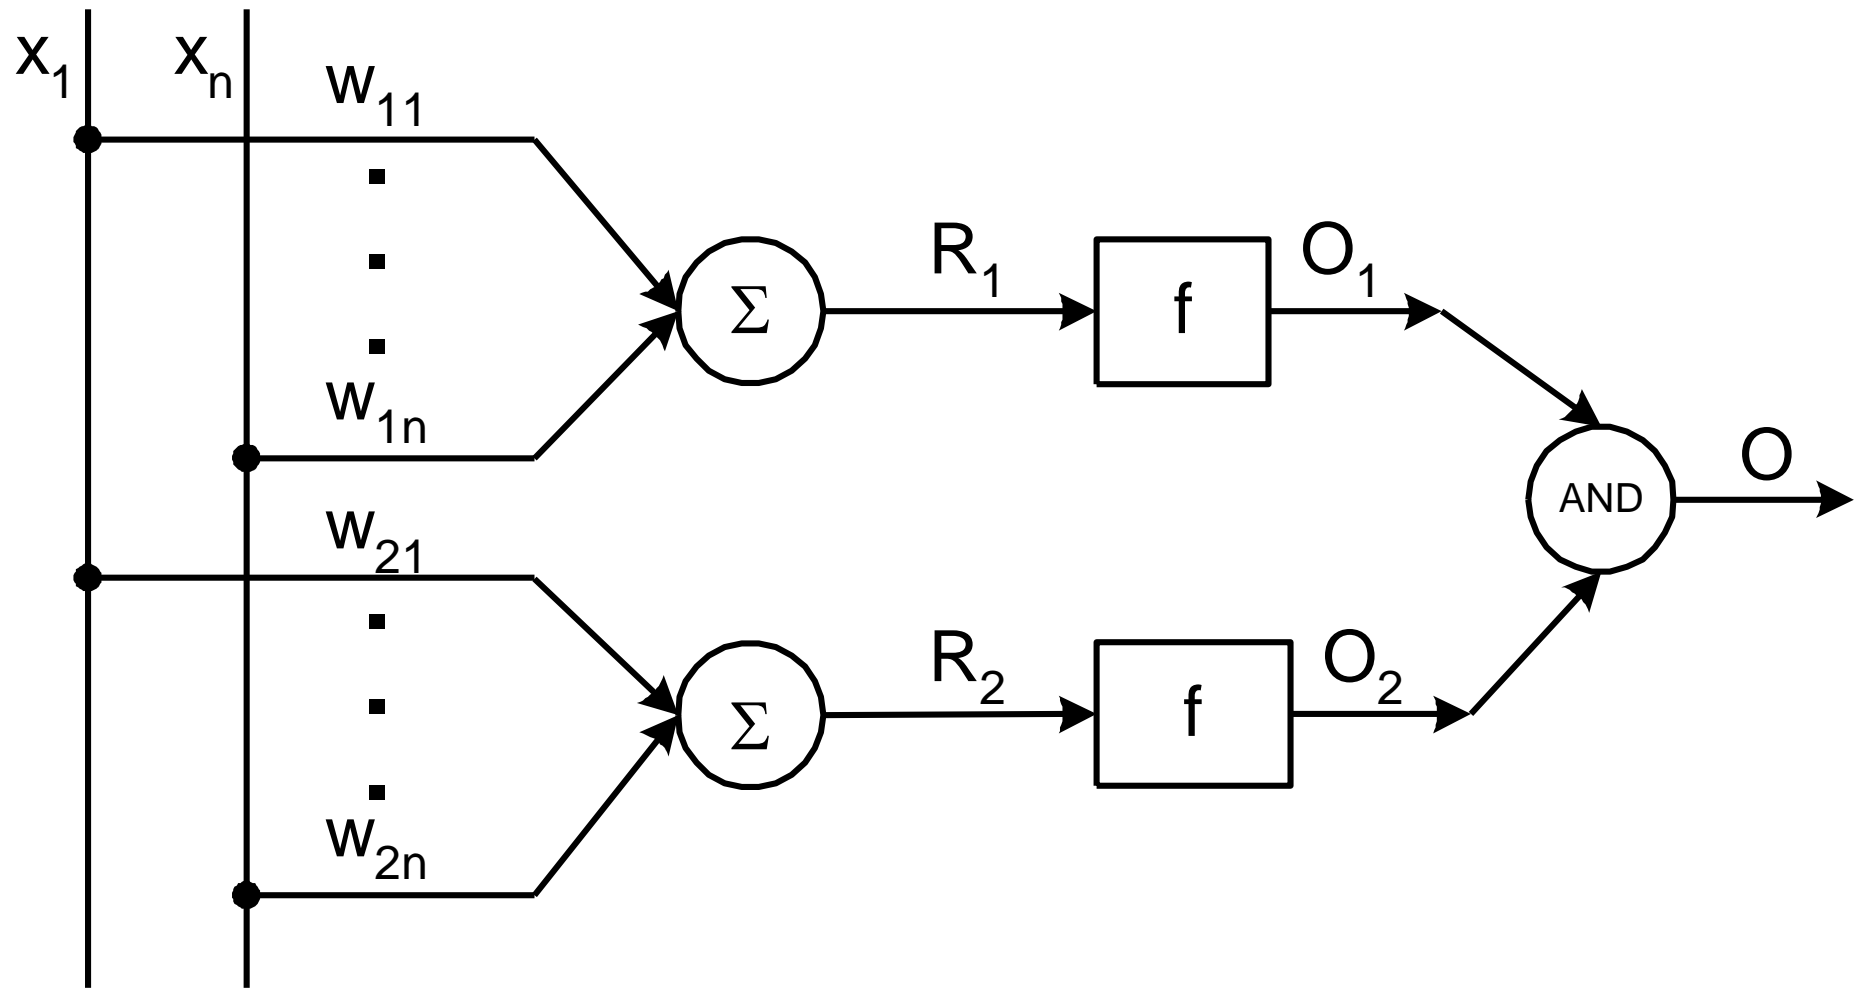 x1 xn
w11
R1 f O1
Σ
w1n
AND O
w21
R2 f O2
Σ
w2n